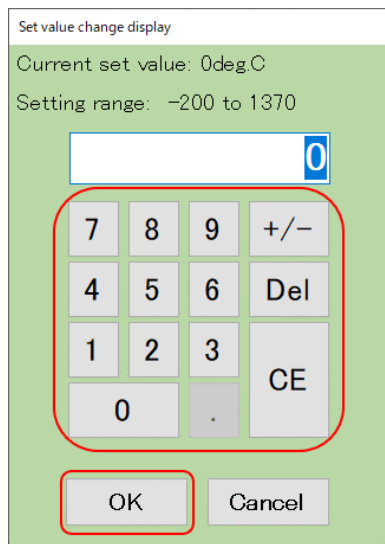 Set value change display
Current set value: 0deg.C
Setting range: -200 to 1370
0
7 8 9 +/-
4 5 6 Del
1 2 3
CE
0 .
OK Cancel